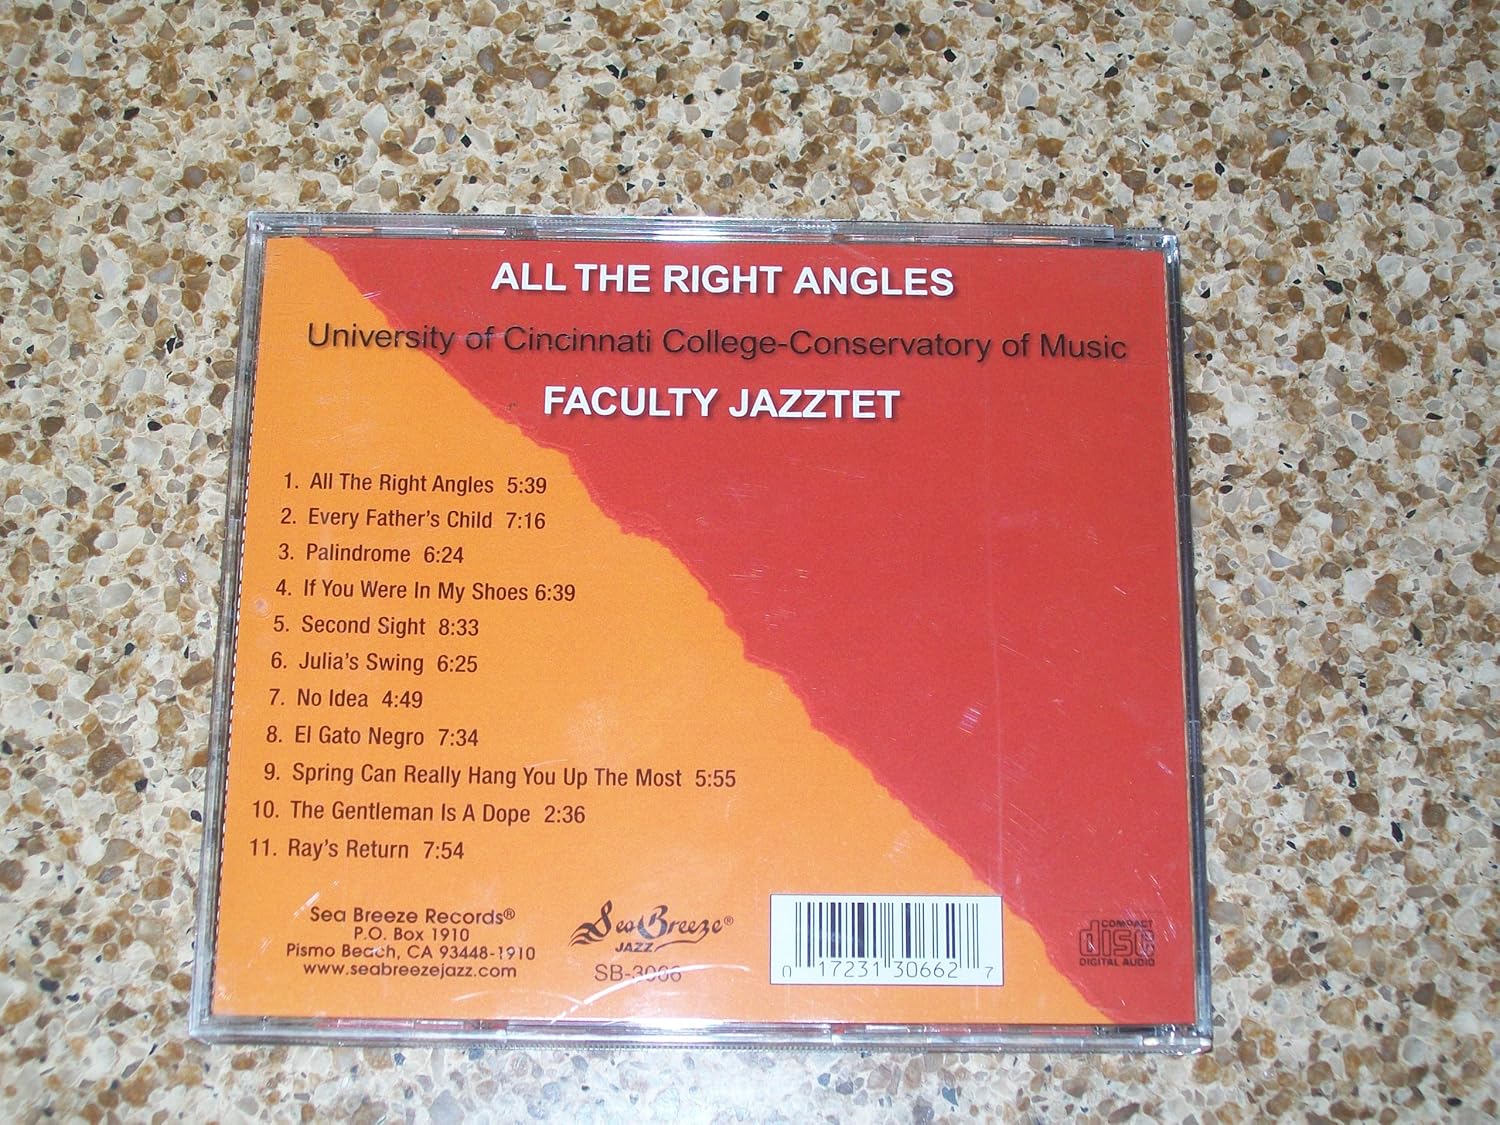 ALL THE RIGHT ANGLES
University of Cincinnati College-Conservatory of Music
FACULTY JAZZTET
1. All The Right Angles 5:39
2. Every Father's Child 7:16
3. Palindrome 6:24
4. If You Were In My Shoes 6:39
5. Second Sight 8:33
6. Julia's Swing 6:25
7. No Idea 4:49
8. El Gato Negro 7:34
9. Spring Can Really Hang You Up The Most 5:55
10. The Gentleman Is A Dope 2:36
11. Ray's Return 7:54
Sea Breeze Records®
P.O. Box 1910
Pismo Beach, CA 93448-1910
www.seabreezejazz.com
Sea Breeze®
JAZZ
SB-3066
0 17231 30662 7
COMPACT
disc
DIGITAL AUDIO